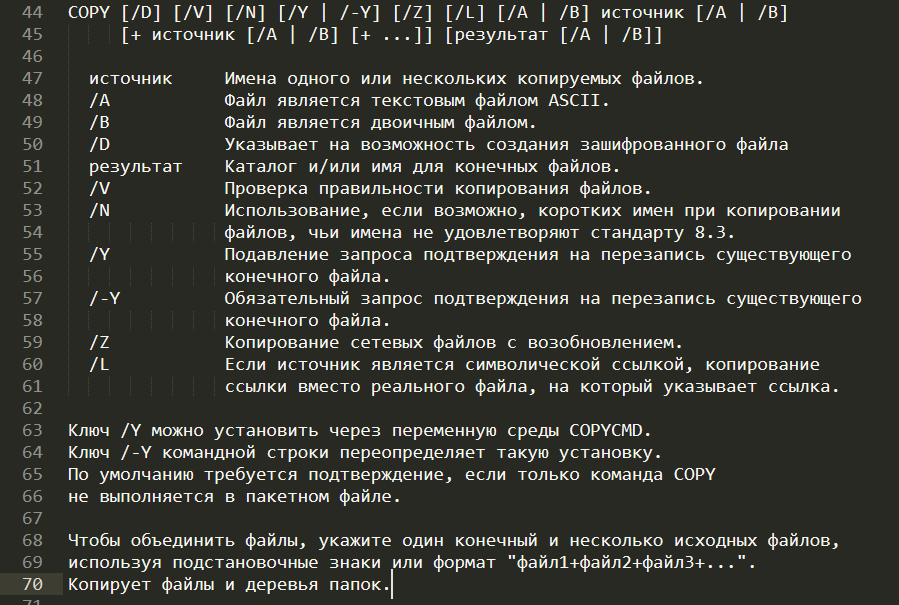 44 COPY [/D] [/V] [/N] [/Y | /-Y] [/Z] [/L] [/A | /B] источник [/A | /B]
45 [+ источник [/A | /B] [+ ...]] [результат [/A | /B]]
46
47 источник Имена одного или нескольких копируемых файлов.
48 /A Файл является текстовым файлом ASCII.
49 /B Файл является двоичным файлом.
50 /D Указывает на возможность создания зашифрованного файла
51 результат Каталог и/или имя для конечных файлов.
52 /V Проверка правильности копирования файлов.
53 /N Использование, если возможно, коротких имен при копировании
54 файлов, чьи имена не удовлетворяют стандарту 8.3.
55 /Y Подавление запроса подтверждения на перезапись существующего
56 конечного файла.
57 /-Y Обязательный запрос подтверждения на перезапись существующего
58 конечного файла.
59 /Z Копирование сетевых файлов с возобновлением.
60 /L Если источник является символической ссылкой, копирование
61 ссылки вместо реального файла, на который указывает ссылка.
62
63 Ключ /Y можно установить через переменную среды COPYCMD.
64 Ключ /-Y командной строки переопределяет такую установку.
65 По умолчанию требуется подтверждение, если только команда COPY
66 не выполняется в пакетном файле.
67
68 Чтобы объединить файлы, укажите один конечный и несколько исходных файлов,
69 используя подстановочные знаки или формат "файл1+файл2+файл3+...".
70 Копирует файлы и деревья папок.
71